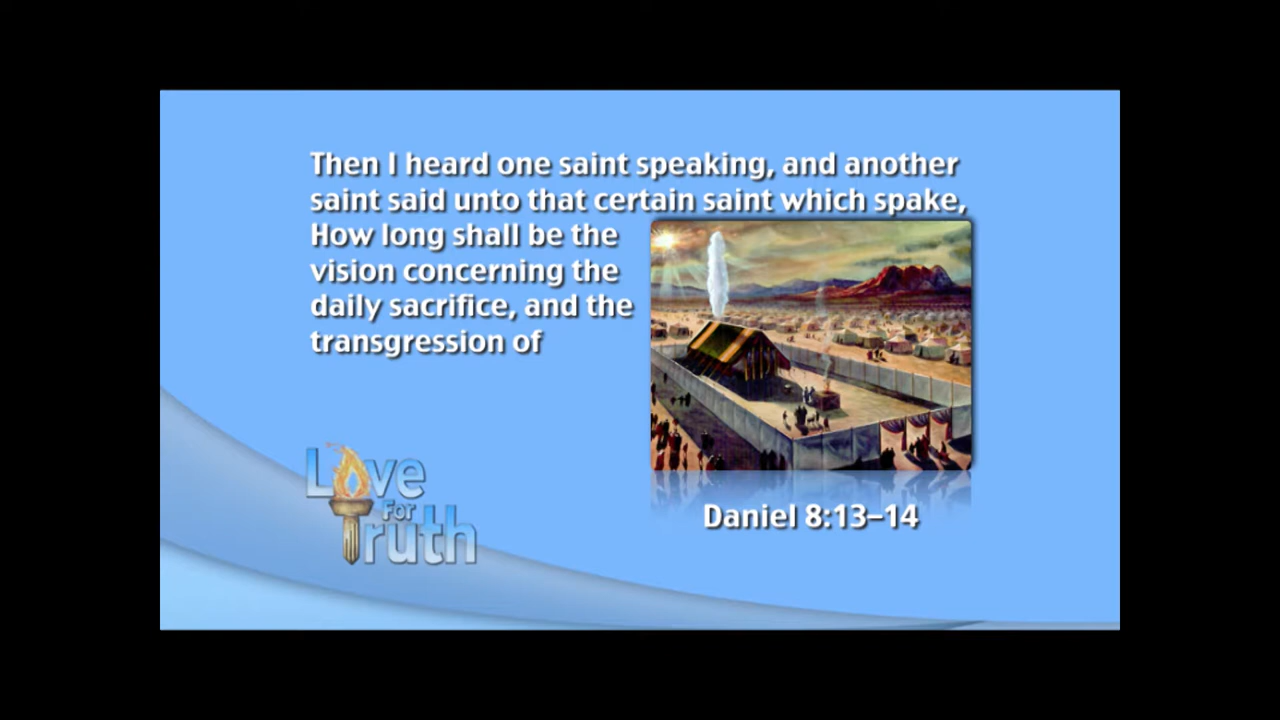 Then I heard one saint speaking, and another
saint said unto that certain saint which spake,
How long shall be the
vision concerning the
daily sacrifice, and the
transgression of
Love
For
Truth
Daniel 8:13–14